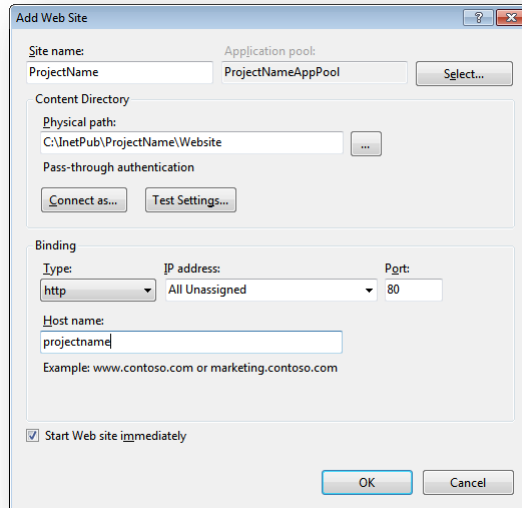 Add Web Site
Site name:
Application pool:
ProjectName
ProjectNameAppPool
Select...
Content Directory
Physical path:
C:\InetPub\ProjectName\Website
...
Pass-through authentication
Connect as...
Test Settings...
Binding
Type:
IP address:
Port:
http
All Unassigned
80
Host name:
projectname
Example: www.contoso.com or marketing.contoso.com
Start Web site immediately
OK
Cancel